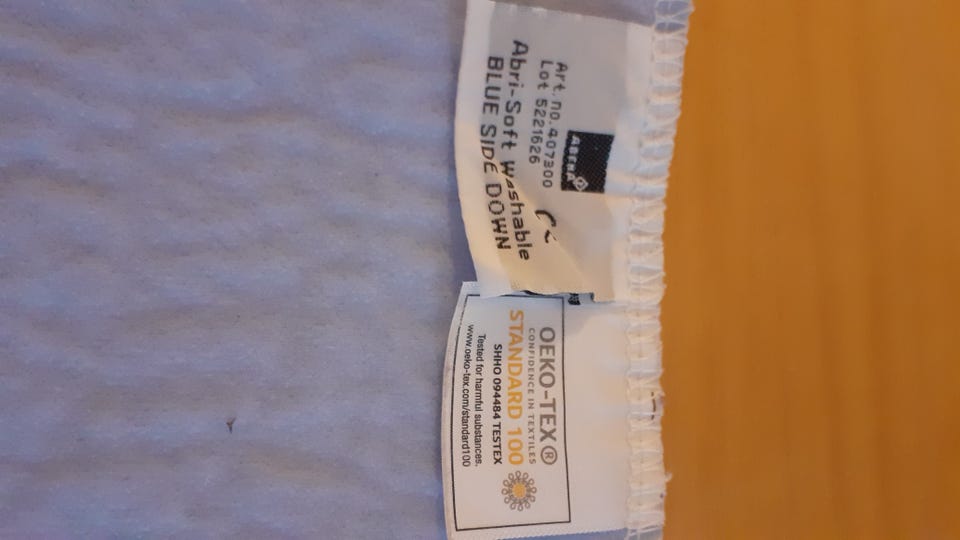 ABENA
Art.no.407300
Lot 5221626
Abri-Soft Washable
BLUE SIDE DOWN
OEKO-TEX®
CONFIDENCE IN TEXTILES
STANDARD 100
SHHO 094484 TESTEX
Tested for harmful substances.
www.oeko-tex.com/standard100